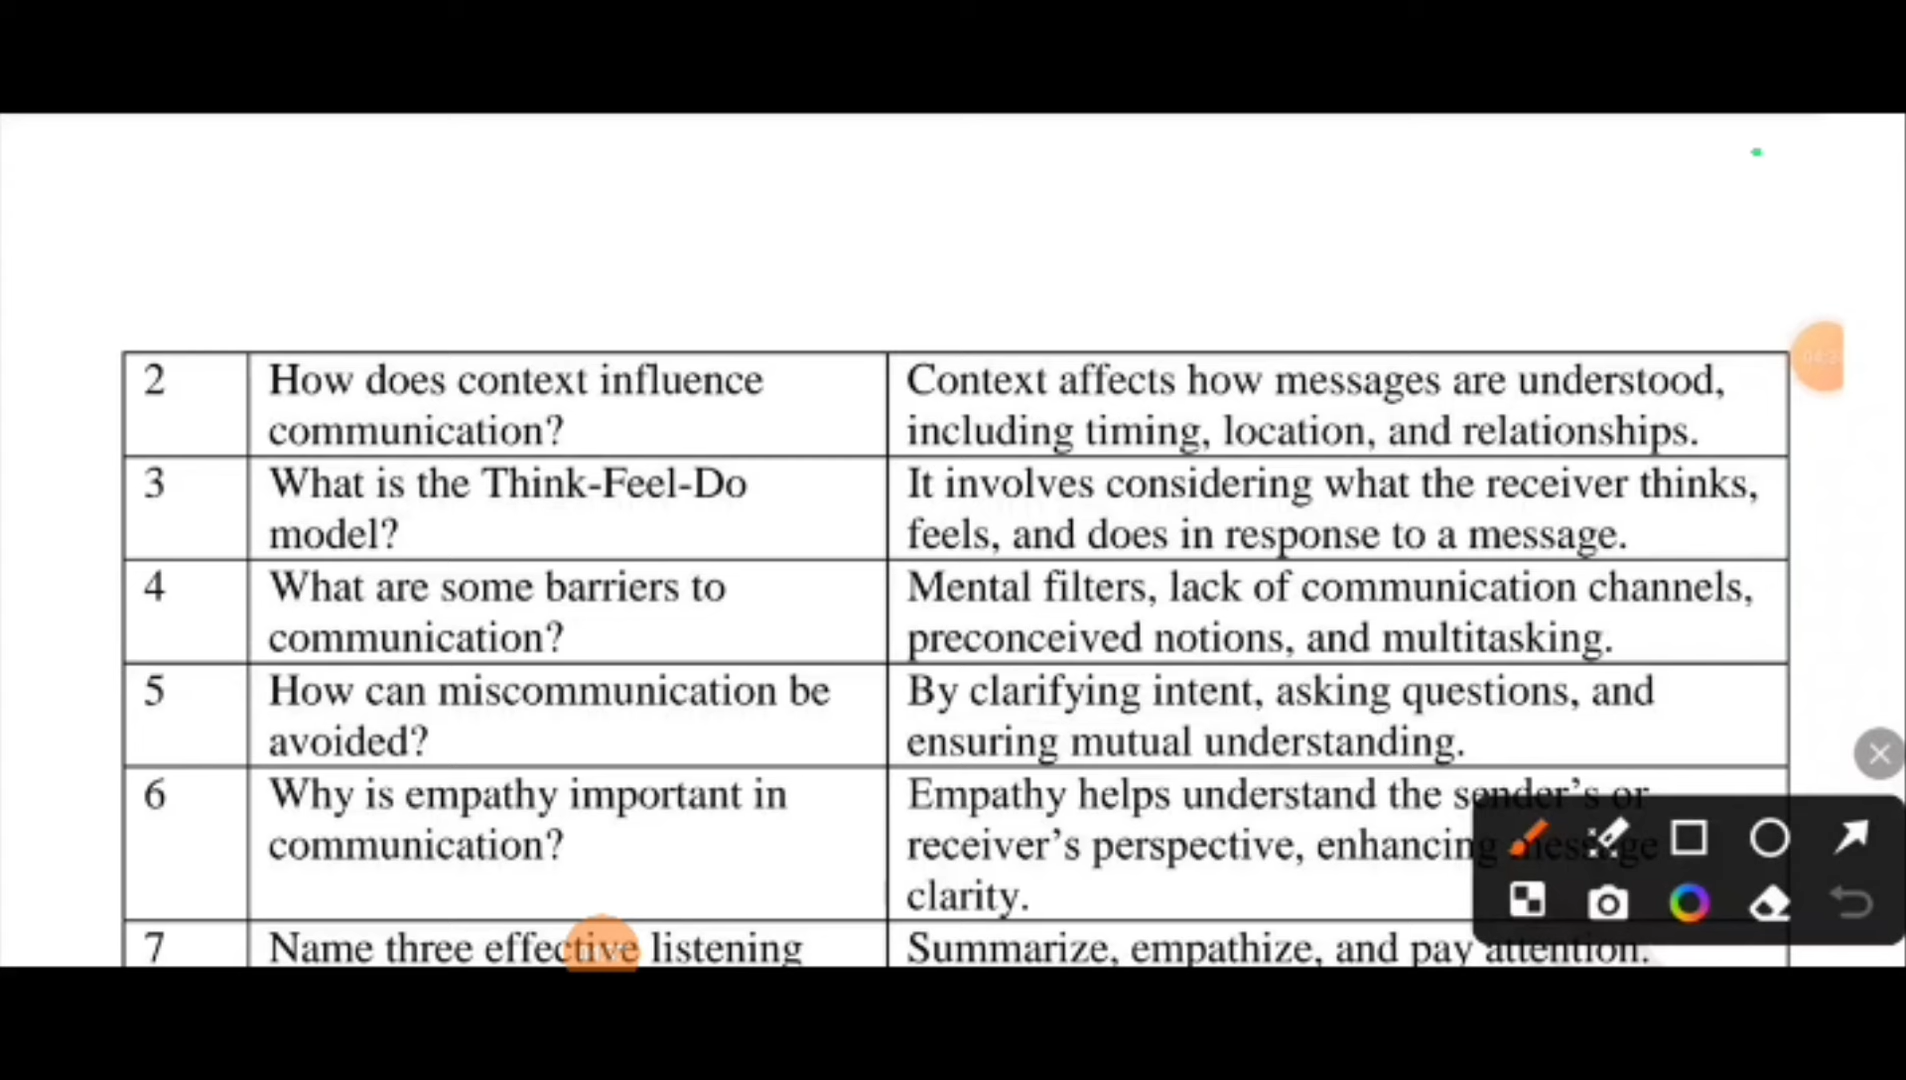 2
How does context influence
communication?
Context affects how messages are understood,
including timing, location, and relationships.
3
What is the Think-Feel-Do
model?
It involves considering what the receiver thinks,
feels, and does in response to a message.
4
What are some barriers to
communication?
Mental filters, lack of communication channels,
preconceived notions, and multitasking.
5
How can miscommunication be
avoided?
By clarifying intent, asking questions, and
ensuring mutual understanding.
6
Why is empathy important in
communication?
Empathy helps understand the sender's or
receiver's perspective, enhancing message
clarity.
7
Name three effective listening
Summarize, empathize, and pay attention.